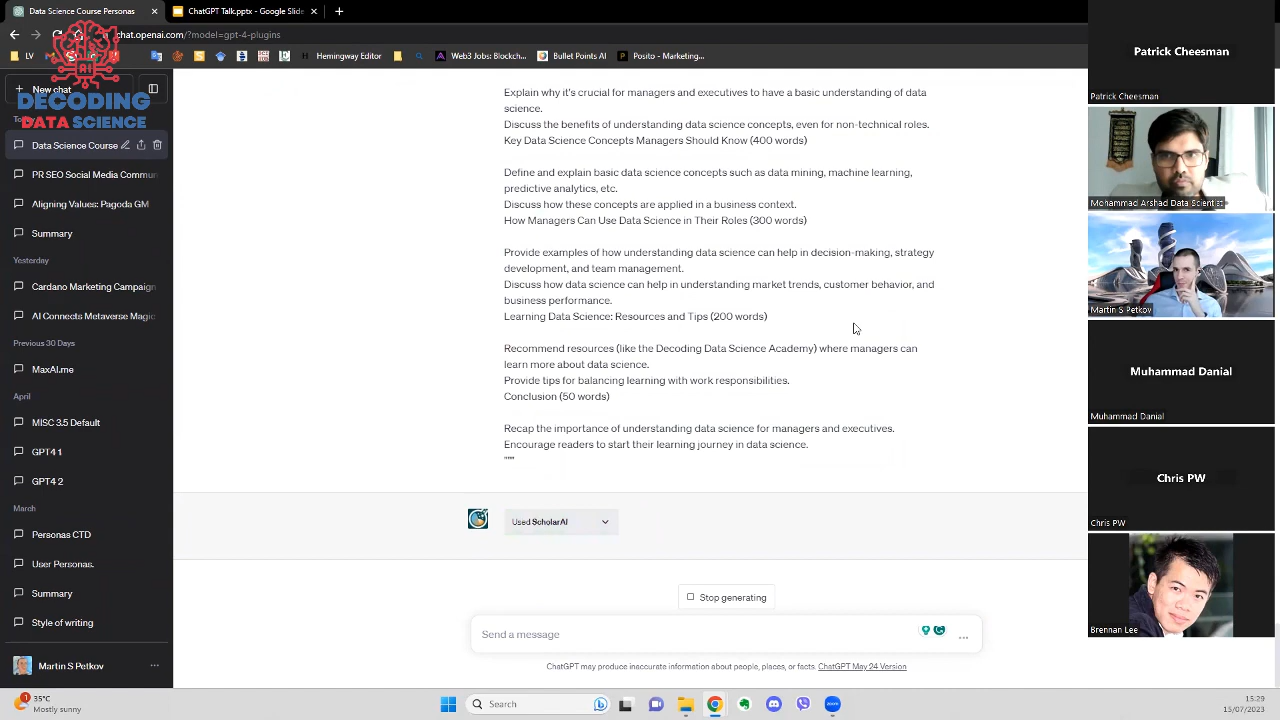 Data Sci
ChatGPT Talk.pptx - Google Slide
chat.openai.com/?model=gpt-4-plugins
LV
Hemingway Editor
Web3 Jobs: Blockch...
Bullet Points AI
Posito - Marketing...
New chat
DECODING
DATA SCIENCE
Data Science Course
PR SEO Media Commun
Aligning Values: Pagoda GM
Summary
Yesterday
Cardano Marketing Campaign
AI Connects Metaverse Magic
Previous 30 Days
MaxAI.me
April
MISC 3.5
GPT4 1
GPT4 2
March
Personas CTD
User Personas.
Summary
Style of writing
Martin S Petkov
Explain why it's crucial for managers and executives to have a basic understanding of data
science.
Discuss the benefits of understanding data science concepts, even for non-technical roles.
Key Data Science Concepts Managers Should Know (400 words)
Define and explain basic data science concepts such as data mining, machine learning,
predictive analytics, etc.
Discuss how these concepts are applied in a business context.
How Managers Can Use Data Science in Their Roles (300 words)
Provide examples of how understanding data science can help in decision-making, strategy
development, and team management.
Discuss how data science can help in understanding market trends, customer behavior, and
business performance.
Learning Data Science: Resources and Tips (200 words)
Recommend resources (like the Decoding Data Science Academy) where managers can
learn more about data science.
Provide tips for balancing learning with work responsibilities.
Conclusion (50 words)
Recap the importance of understanding data science for managers and executives.
Encourage readers to start their learning journey in data science.
"""
Used ScholarAI
Stop generating
Send a message
ChatGPT may produce inaccurate information about people, places, or facts. ChatGPT May 24 Version
Patrick Cheesman
Patrick Cheesman
Mohammad Arshad Data Scientist
Martin S Petkov
Muhammad Danial
Muhammad Danial
Chris PW
Chris PW
Brennan Lee
1
35°C
Mostly sunny
Search
zoom
15:29
15/07/2023